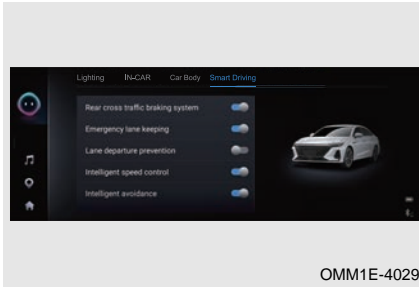 Lighting IN-CAR Car Body Smart Driving
Rear cross traffic braking system
Emergency lane keeping
Lane departure prevention
Intelligent speed control
Intelligent avoidance
OMM1E-4029